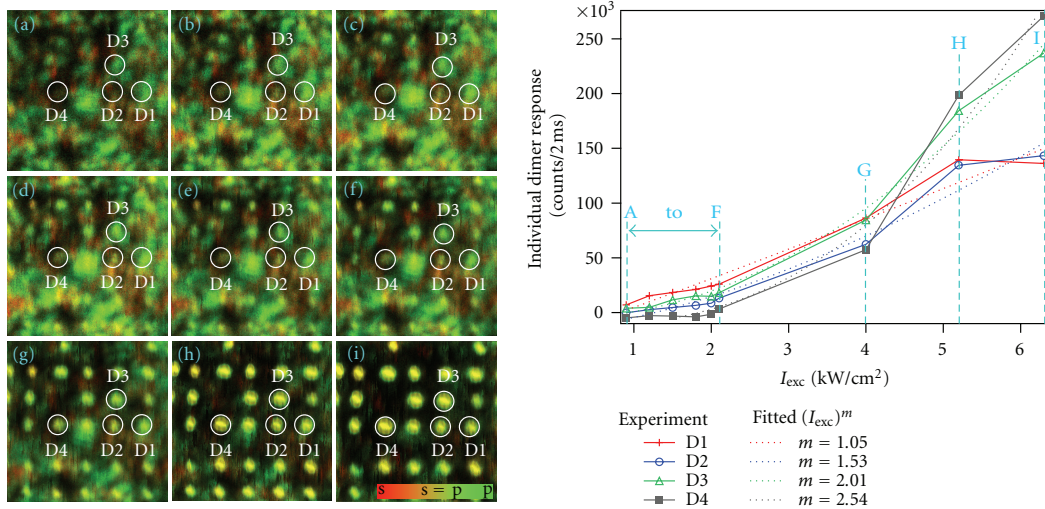 (a) (b) (c)
D3 D3 D3
D4 D2 D1 D4 D2 D1 D4 D2 D1
(d) (e) (f)
D3 D3 D3
D4 D2 D1 D4 D2 D1 D4 D2 D1
(g) (h) (i)
D3 D3 D3
D4 D2 D1 D4 D2 D1 D4 D2 D1
s s = p p
×10³
250
200
150
100
50
0
Individual dimer response
(counts/2 ms)
A to F
G
H
I
1 2 3 4 5 6
I_exc (kW/cm²)
Experiment Fitted (I_exc)^m
D1 m = 1.05
D2 m = 1.53
D3 m = 2.01
D4 m = 2.54